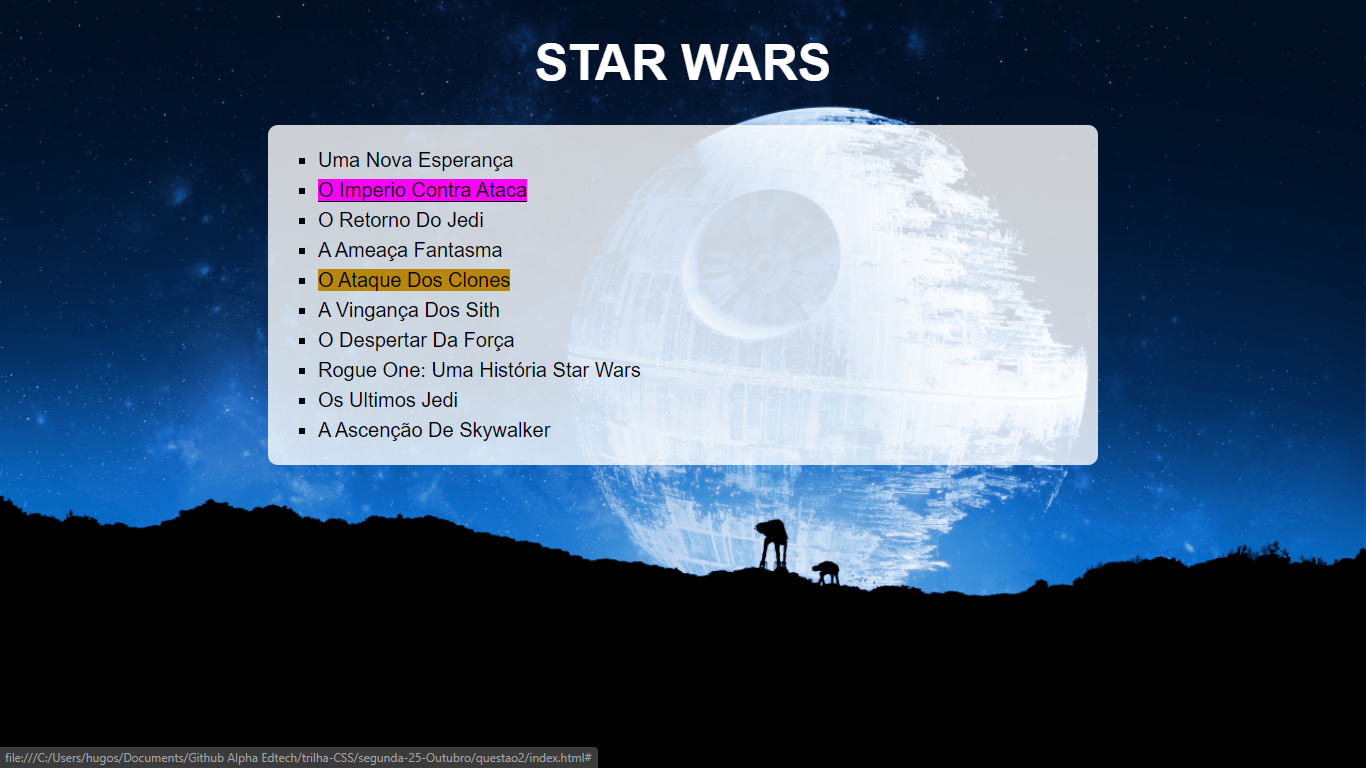 STAR WARS
Uma Nova Esperança
O Imperio Contra Ataca
O Retorno Do Jedi
A Ameaça Fantasma
O Ataque Dos Clones
A Vingança Dos Sith
O Despertar Da Força
Rogue One: Uma História Star Wars
Os Ultimos Jedi
A Ascenção De Skywalker
file:///C:/Users/hugos/Documents/Github Alpha Edtech/trilha-CSS/segunda-25-Outubro/questao2/index.html#